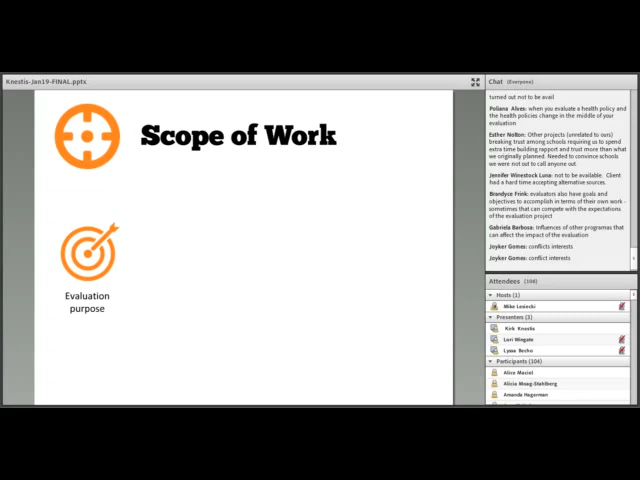 Knestis-Jan19-FINAL.pptx
Scope of Work
Evaluation
purpose
Chat (Everyone)
turned out not to be avail
Poliana Alves: when you evaluate a health policy and
the health policies change in the middle of your
evaluation
Esther Nolton: Other projects (unrelated to ours)
breaking trust among schools requiring us to spend
extra time building rapport and trust more than what
we originally planned. Needed to convince schools
we were not out to call anyone out.
Jennifer Winestock Luna: not to be available. Client
had a hard time accepting alternative sources.
Brandyce Frink: evaluators also have goals and
objectives to accomplish in terms of their own work -
sometimes that can compete with the expectations
of the evaluation project
Gabriela Barbosa: Influences of other programas that
can affect the impact of the evaluation
Joyker Gomes: conflicts interests
Joyker Gomes: conflict interests
Attendees (108)
Hosts (1)
Mike Lesiecki
Presenters (3)
Kirk Knestis
Lori Wingate
Lyssa Becho
Participants (104)
Alice Maciel
Alicia Moag-Stahlberg
Amanda Hagerman